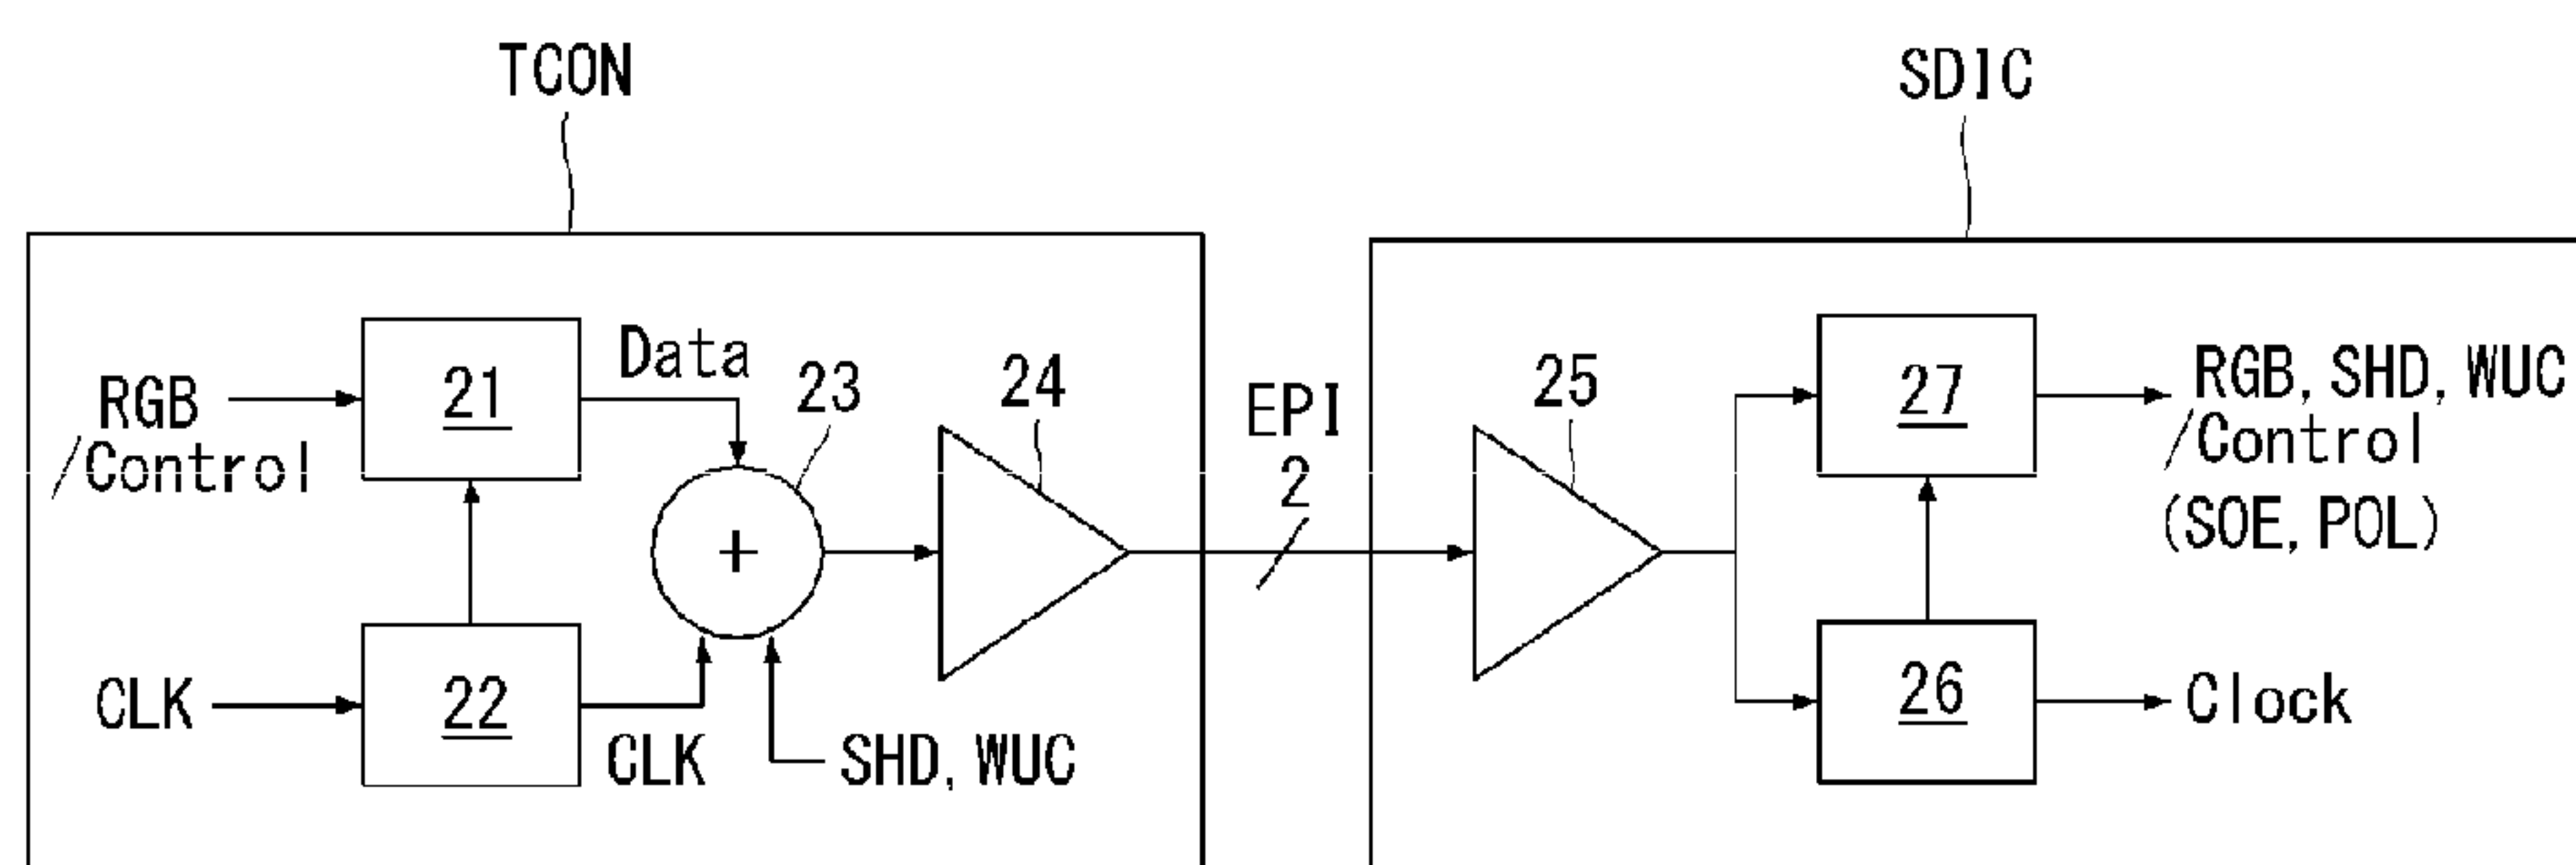 TCON
SDIC
RGB
/Control
21
Data
23
24
EPI
2
25
27
RGB, SHD, WUC
/Control
(SOE, POL)
CLK
22
CLK
SHD, WUC
26
Clock